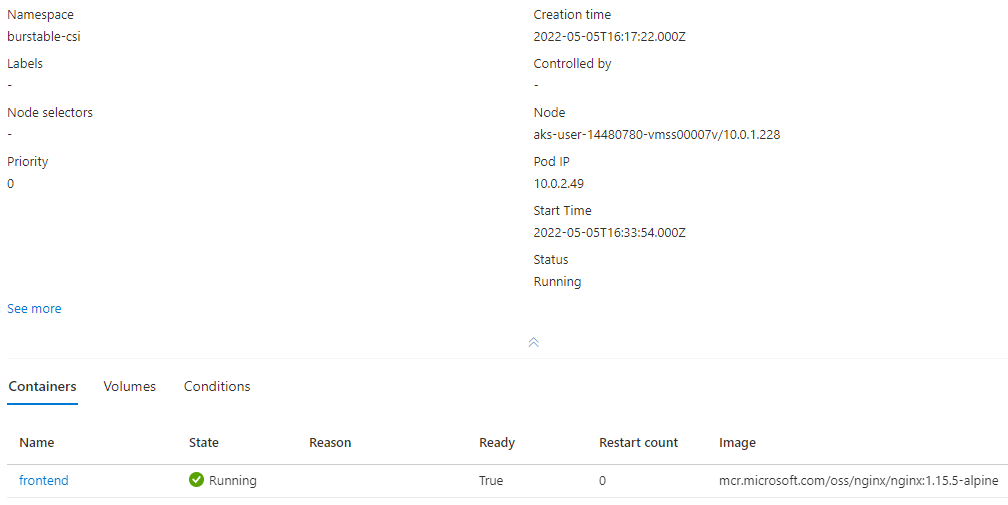 Namespace
burstable-csi
Labels
-
Node selectors
-
Priority
0
See more
Creation time
2022-05-05T16:17:22.000Z
Controlled by
-
Node
aks-user-14480780-vmss00007v/10.0.1.228
Pod IP
10.0.2.49
Start Time
2022-05-05T16:33:54.000Z
Status
Running
Containers Volumes Conditions
Name State Reason Ready Restart count Image
frontend Running True 0 mcr.microsoft.com/oss/nginx/nginx:1.15.5-alpine